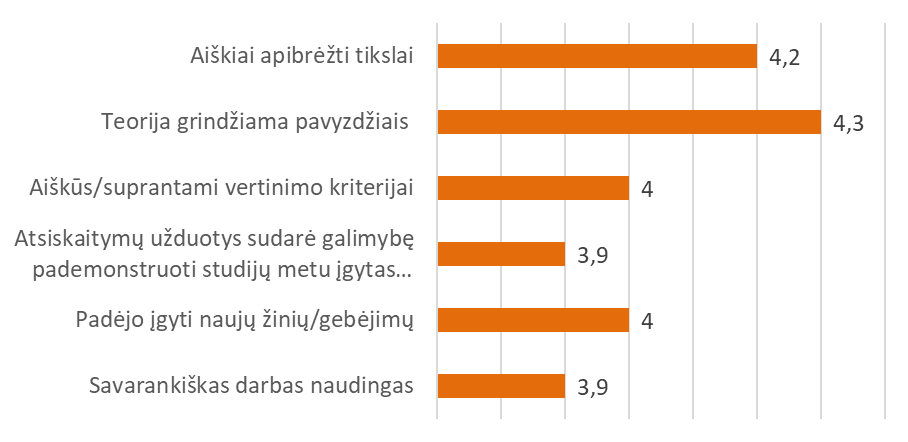 Aiškiai apibrėžti tikslai 4,2
Teorija grindžiama pavyzdžiais 4,3
Aiškūs/suprantami vertinimo kriterijai 4
Atsiskaitymų užduotys sudarė galimybę
pademonstruoti studijų metu įgytas... 3,9
Padėjo įgyti naujų žinių/gebėjimų 4
Savarankiškas darbas naudingas 3,9